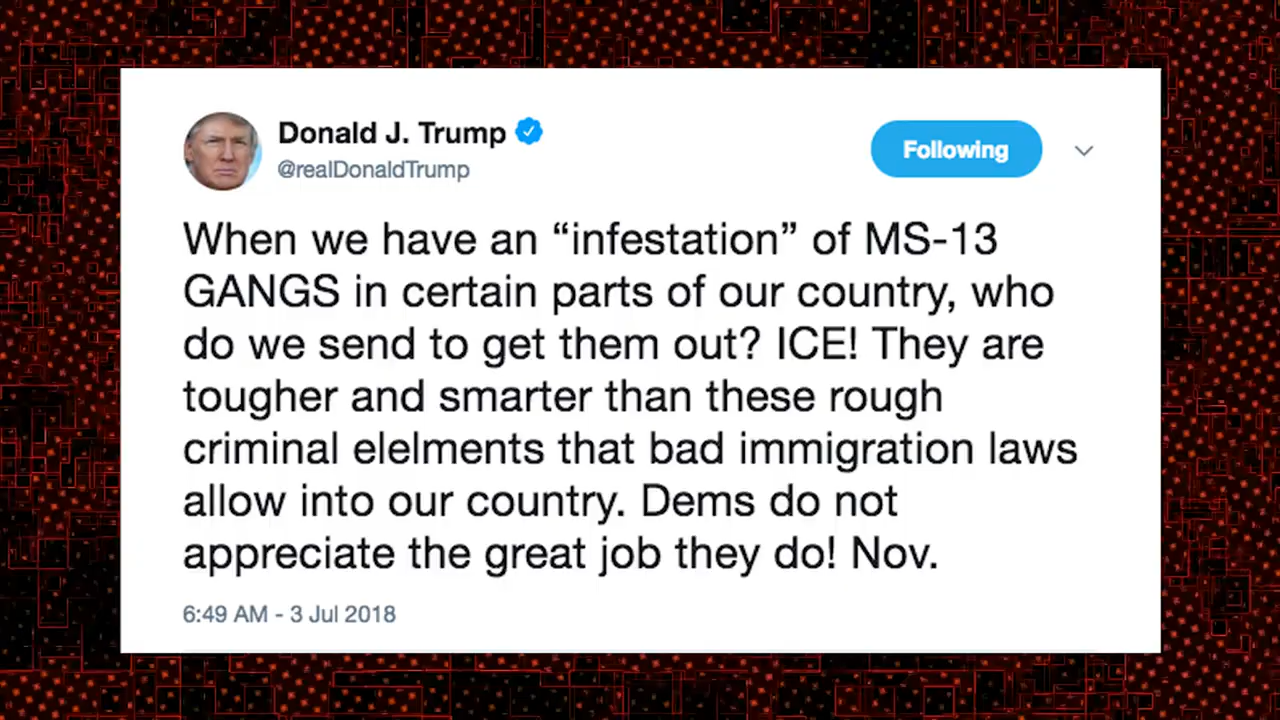 Donald J. Trump
@realDonaldTrump
Following
When we have an “infestation” of MS-13
GANGS in certain parts of our country, who
do we send to get them out? ICE! They are
tougher and smarter than these rough
criminal elelments that bad immigration laws
allow into our country. Dems do not
appreciate the great job they do! Nov.
6:49 AM - 3 Jul 2018